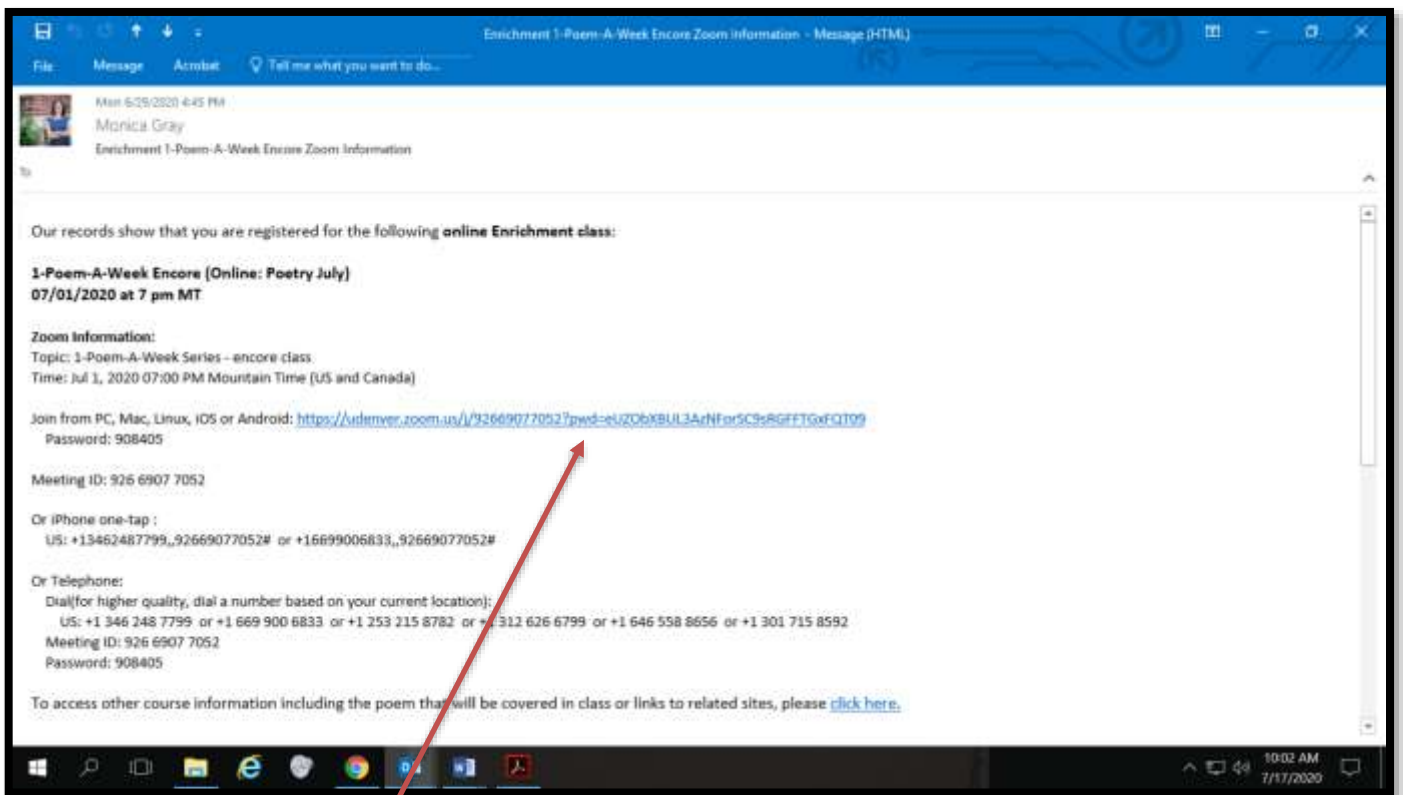 Enrichment 1-Poem-A-Week Encore Zoom Information - Message (HTML)
File Message Acrobat Tell me what you want to do...
Mon 6/29/2020 4:45 PM
Monica Gray
Enrichment 1-Poem-A-Week Encore Zoom Information
To
Our records show that you are registered for the following online Enrichment class:
1-Poem-A-Week Encore (Online: Poetry July)
07/01/2020 at 7 pm MT
Zoom Information:
Topic: 1-Poem-A-Week Series - encore class
Time: Jul 1, 2020 07:00 PM Mountain Time (US and Canada)
Join from PC, Mac, Linux, iOS or Android: 
Password: 908405
Meeting ID: 926 6907 7052
Or iPhone one-tap :
US: +13462487799,,92669077052# or +16699006833,,92669077052#
Or Telephone:
Dial(for higher quality, dial a number based on your current location):
US: +1 346 248 7799 or +1 669 900 6833 or +1 253 215 8782 or +1 312 626 6799 or +1 646 558 8656 or +1 301 715 8592
Meeting ID: 926 6907 7052
Password: 908405
To access other course information including the poem that will be covered in class or links to related sites, please click here.
10:02 AM
7/17/2020